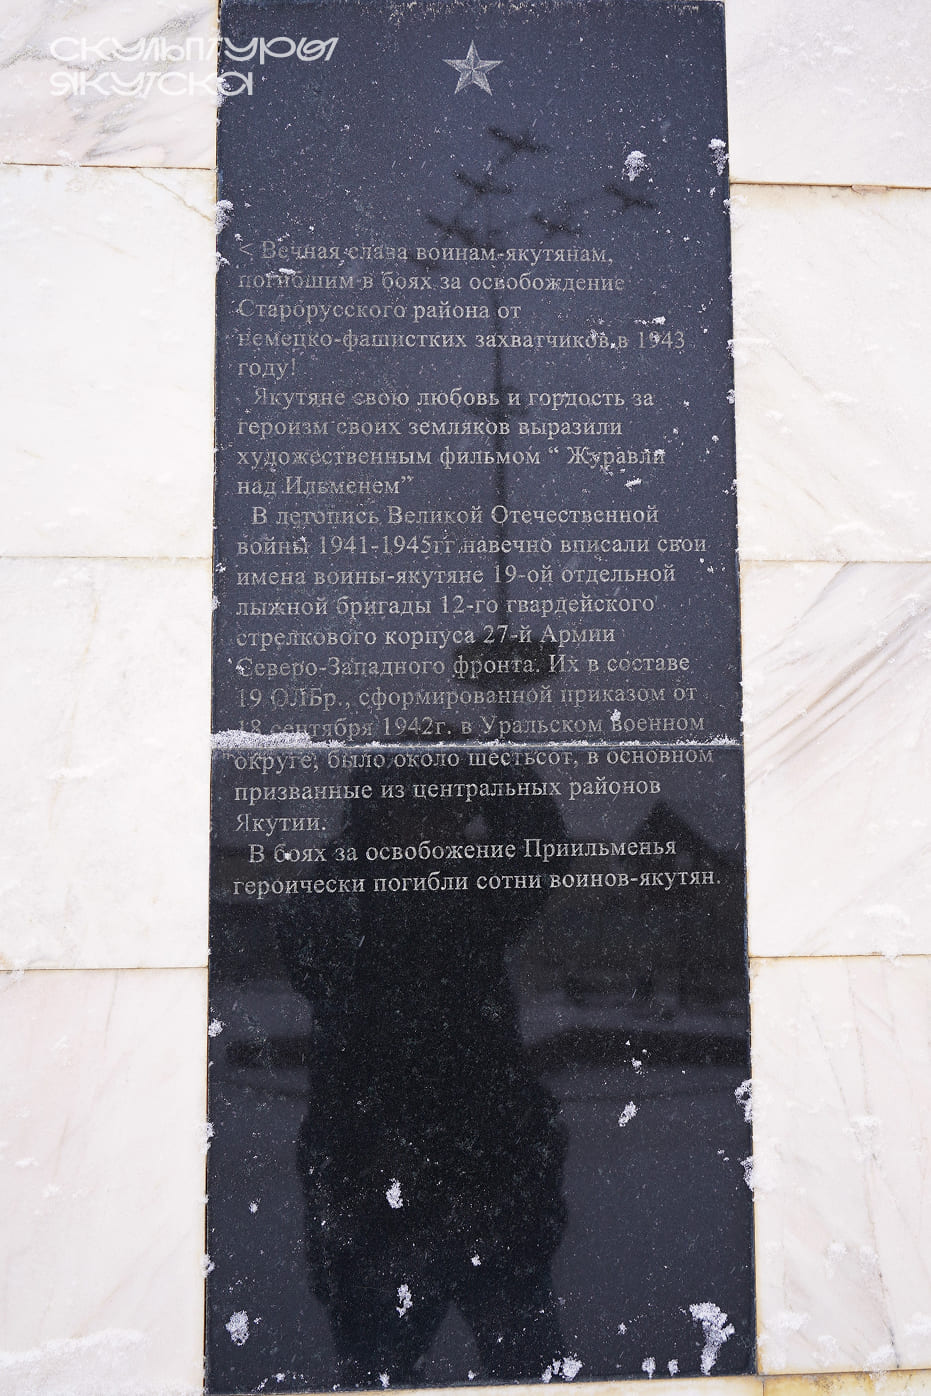 скульптуры
якутска
< Вечная слава воинам-якутянам,
погибшим в боях за освобождение
Старорусского района от
немецко-фашистких захватчиков в 1943
году!
Якутяне свою любовь и гордость за
героизм своих земляков выразили
художественным фильмом “ Журавли
над Ильменем”
В летопись Великой Отечественной
войны 1941-1945гг навечно вписали свои
имена воины-якутяне 19-ой отдельной
лыжной бригады 12-го гвардейского
стрелкового корпуса 27-й Армии
Северо-Западного фронта. Их в составе
19 ОЛБр., сформированной приказом от
18 сентября 1942г. в Уральском военном
округе, было около шестьсот, в основном
призванные из центральных районов
Якутии.
В боях за освобожение Приильменья
героически погибли сотни воинов-якутян.